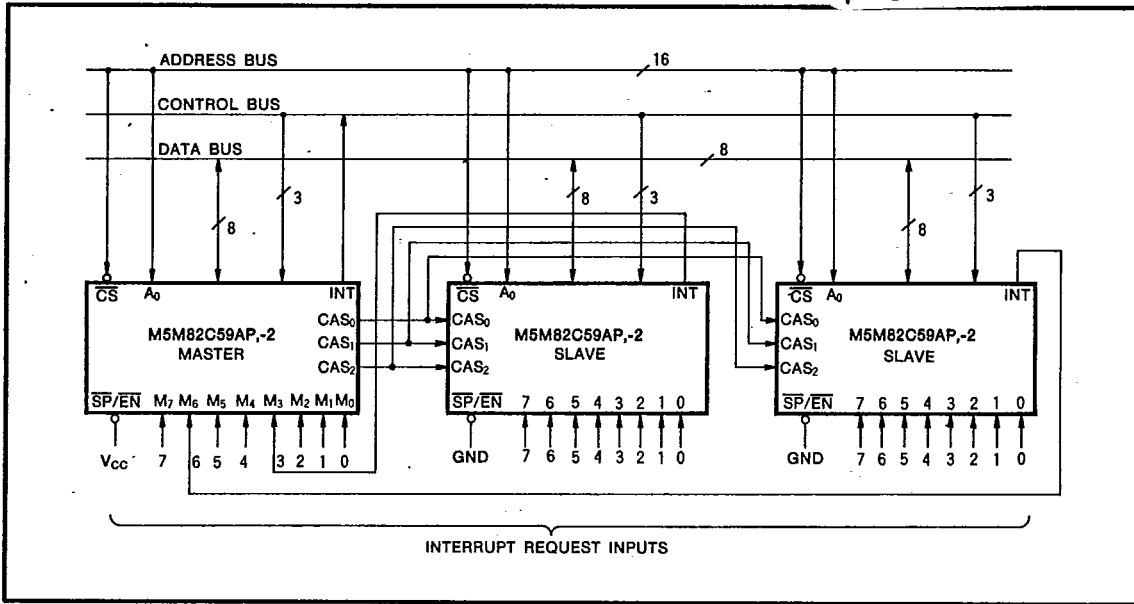 ADDRESS BUS
16
CONTROL BUS
DATA BUS
8
8
3
8
3
8
3
CS A0 INT
M5M82C59AP,-2
MASTER
CAS0
CAS1
CAS2
SP/EN M7 M6 M5 M4 M3 M2 M1 M0
VCC 7 6 5 4 3 2 1 0
CS A0 INT
CAS0
CAS1
CAS2
M5M82C59AP,-2
SLAVE
SP/EN 7 6 5 4 3 2 1 0
GND 7 6 5 4 3 2 1 0
CS A0 INT
CAS0
CAS1
CAS2
M5M82C59AP,-2
SLAVE
SP/EN 7 6 5 4 3 2 1 0
GND 7 6 5 4 3 2 1 0
INTERRUPT REQUEST INPUTS